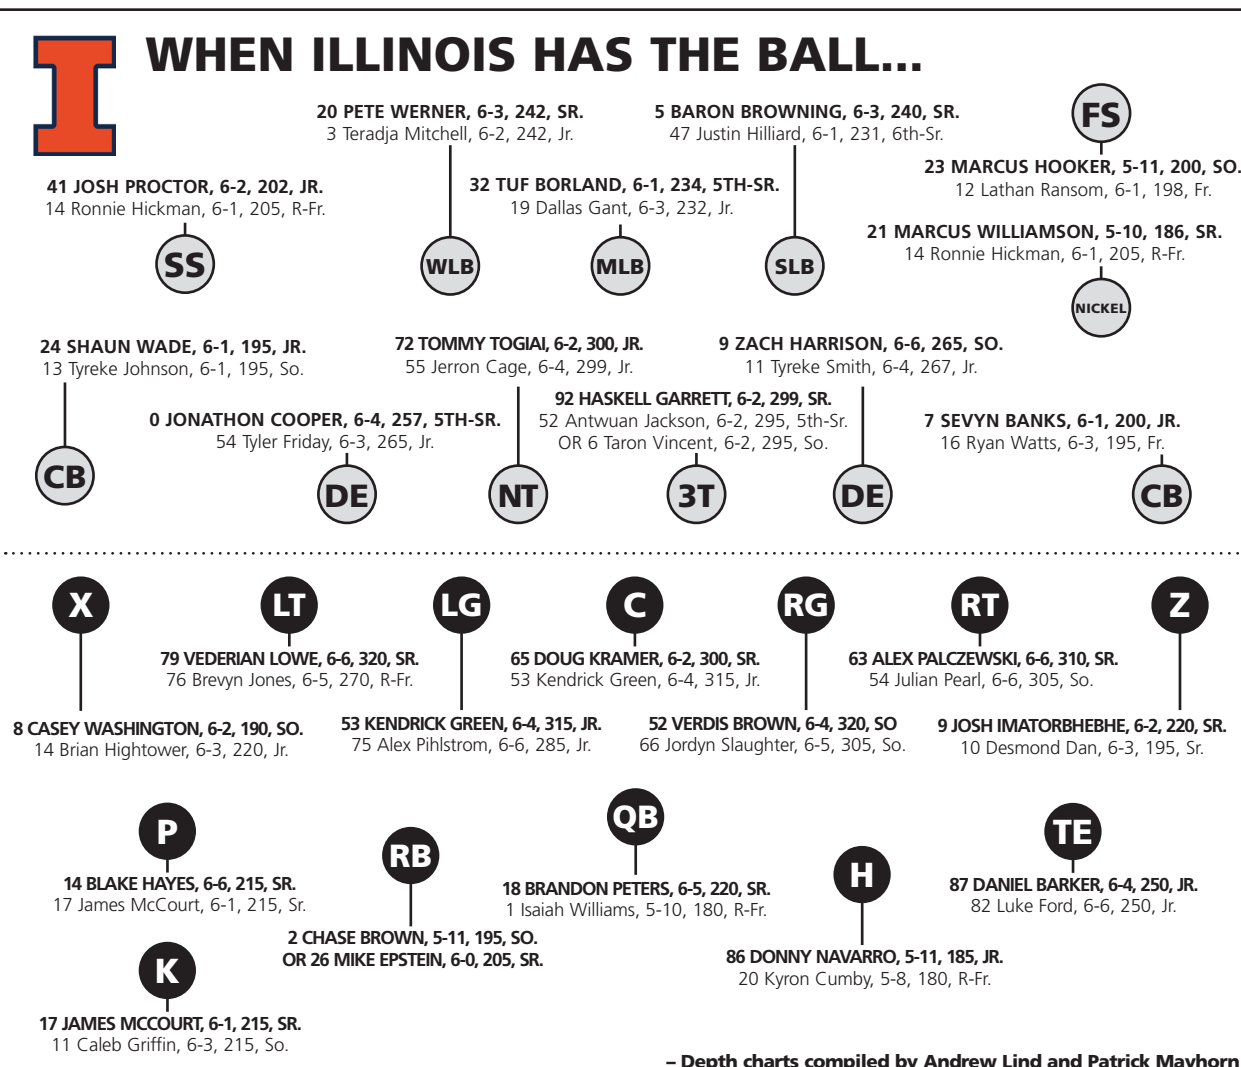 I
WHEN ILLINOIS HAS THE BALL...
20 PETE WERNER, 6-3, 242, SR.
3 Teradja Mitchell, 6-2, 242, Jr.
WLB
5 BARON BROWNING, 6-3, 240, SR.
47 Justin Hilliard, 6-1, 231, 6th-Sr.
SLB
FS
23 MARCUS HOOKER, 5-11, 200, SO.
12 Lathan Ransom, 6-1, 198, Fr.
41 JOSH PROCTOR, 6-2, 202, JR.
14 Ronnie Hickman, 6-1, 205, R-Fr.
SS
32 TUF BORLAND, 6-1, 234, 5TH-SR.
19 Dallas Gant, 6-3, 232, Jr.
MLB
21 MARCUS WILLIAMSON, 5-10, 186, SR.
14 Ronnie Hickman, 6-1, 205, R-Fr.
NICKEL
24 SHAUN WADE, 6-1, 195, JR.
13 Tyreke Johnson, 6-1, 195, So.
CB
0 JONATHON COOPER, 6-4, 257, 5TH-SR.
54 Tyler Friday, 6-3, 265, Jr.
DE
72 TOMMY TOGIAI, 6-2, 300, JR.
55 Jerron Cage, 6-4, 299, Jr.
NT
92 HASKELL GARRETT, 6-2, 299, SR.
52 Antwuan Jackson, 6-2, 295, 5th-Sr.
OR 6 Taron Vincent, 6-2, 295, So.
3T
9 ZACH HARRISON, 6-6, 265, SO.
11 Tyreke Smith, 6-4, 267, Jr.
DE
7 SEVYN BANKS, 6-1, 200, JR.
16 Ryan Watts, 6-3, 195, Fr.
CB
X
8 CASEY WASHINGTON, 6-2, 190, SO.
14 Brian Hightower, 6-3, 220, Jr.
LT
79 VEDERIAN LOWE, 6-6, 320, SR.
76 Brevyn Jones, 6-5, 270, R-Fr.
LG
53 KENDRICK GREEN, 6-4, 315, JR.
75 Alex Pihlstrom, 6-6, 285, Jr.
C
65 DOUG KRAMER, 6-2, 300, SR.
53 Kendrick Green, 6-4, 315, Jr.
RG
52 VERDIS BROWN, 6-4, 320, SO
66 Jordyn Slaughter, 6-5, 305, So.
RT
63 ALEX PALCZEWSKI, 6-6, 310, SR.
54 Julian Pearl, 6-6, 305, So.
Z
9 JOSH IMATORBHEBHE, 6-2, 220, SR.
10 Desmond Dan, 6-3, 195, Sr.
P
14 BLAKE HAYES, 6-6, 215, SR.
17 James McCourt, 6-1, 215, Sr.
RB
2 CHASE BROWN, 5-11, 195, SO.
OR 26 MIKE EPSTEIN, 6-0, 205, SR.
QB
18 BRANDON PETERS, 6-5, 220, SR.
1 Isaiah Williams, 5-10, 180, R-Fr.
H
86 DONNY NAVARRO, 5-11, 185, JR.
20 Kyron Cumby, 5-8, 180, R-Fr.
TE
87 DANIEL BARKER, 6-4, 250, JR.
82 Luke Ford, 6-6, 250, Jr.
K
17 JAMES MCCOURT, 6-1, 215, SR.
11 Caleb Griffin, 6-3, 215, So.
– Depth charts compiled by Andrew Lind and Patrick Mayhorn